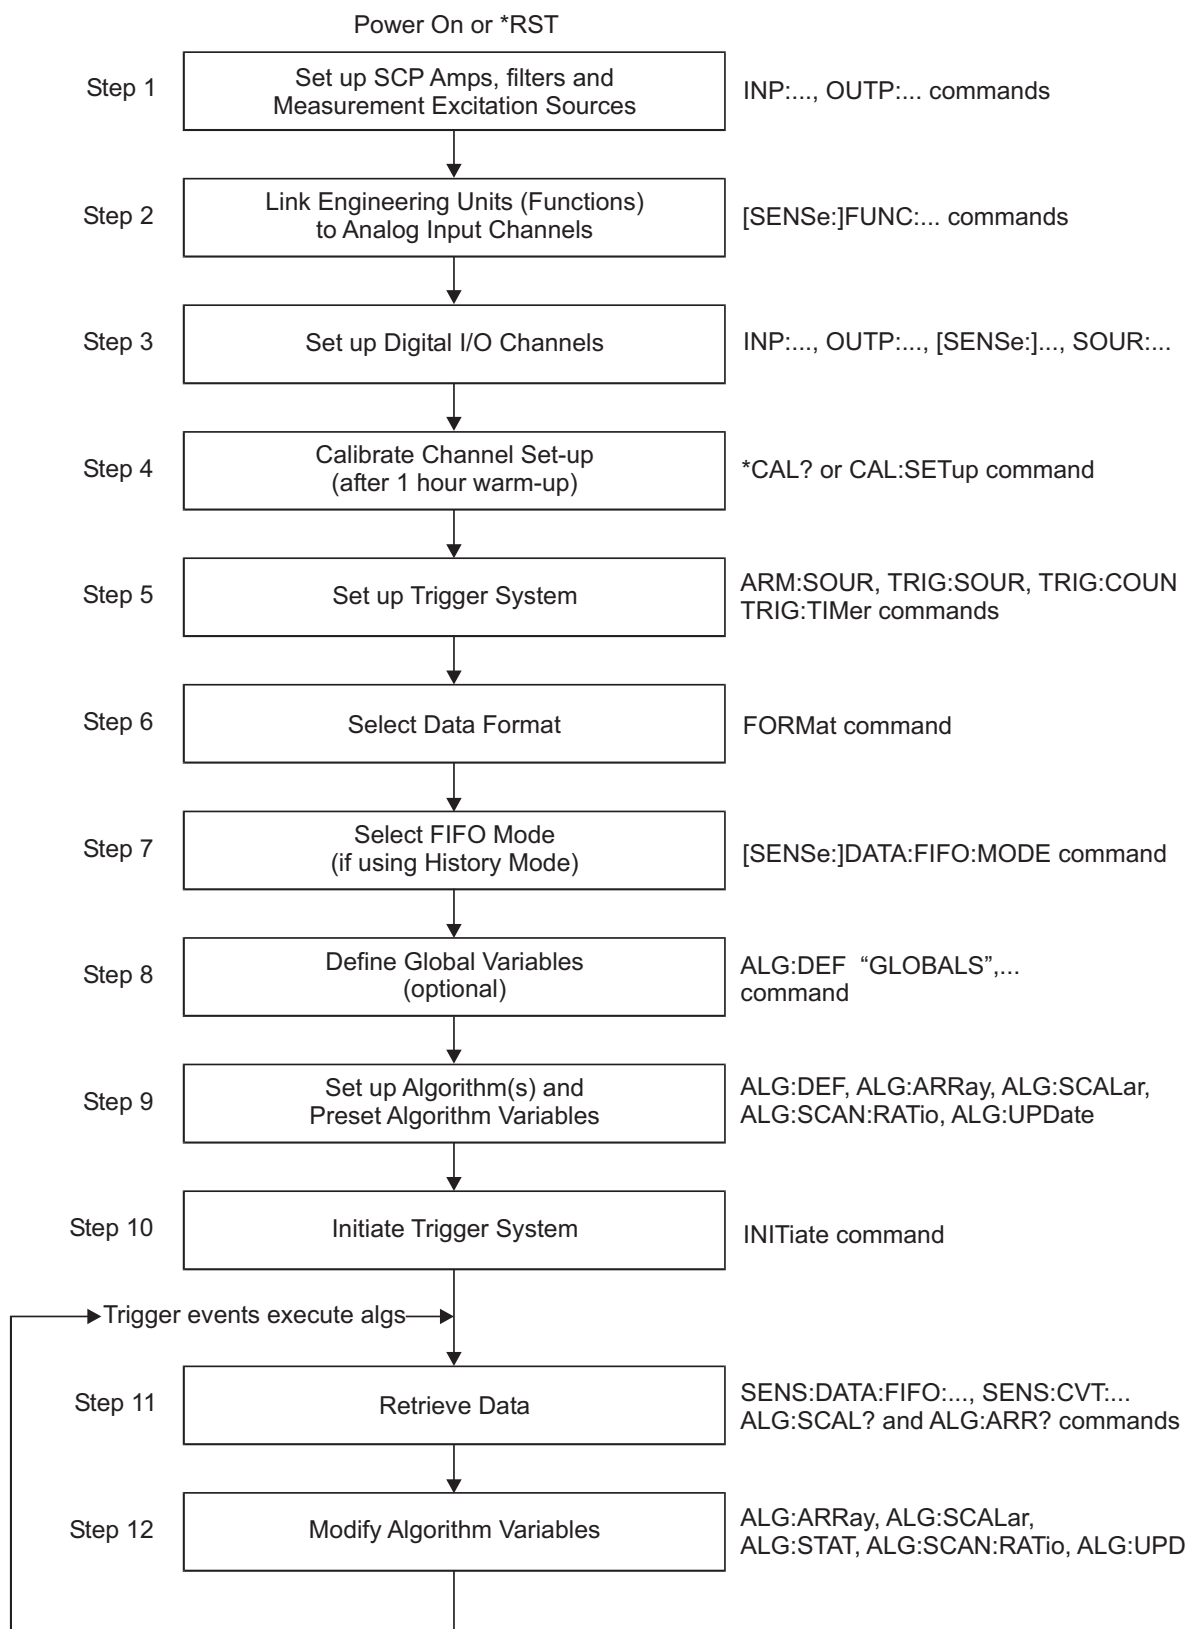 Power On or *RST
Step 1
Set up SCP Amps, filters and
Measurement Excitation Sources
INP:..., OUTP:... commands
Step 2
Link Engineering Units (Functions)
to Analog Input Channels
[SENSe:]FUNC:... commands
Step 3
Set up Digital I/O Channels
INP:..., OUTP:..., [SENSe:]..., SOUR:...
Step 4
Calibrate Channel Set-up
(after 1 hour warm-up)
*CAL? or CAL:SETup command
Step 5
Set up Trigger System
ARM:SOUR, TRIG:SOUR, TRIG:COUN
TRIG:TIMer commands
Step 6
Select Data Format
FORMat command
Step 7
Select FIFO Mode
(if using History Mode)
[SENSe:]DATA:FIFO:MODE command
Step 8
Define Global Variables
(optional)
ALG:DEF “GLOBALS”,...
command
Step 9
Set up Algorithm(s) and
Preset Algorithm Variables
ALG:DEF, ALG:ARRay, ALG:SCALar,
ALG:SCAN:RATio, ALG:UPDate
Step 10
Initiate Trigger System
INITiate command
Trigger events execute algs
Step 11
Retrieve Data
SENS:DATA:FIFO:..., SENS:CVT:...
ALG:SCAL? and ALG:ARR? commands
Step 12
Modify Algorithm Variables
ALG:ARRay, ALG:SCALar,
ALG:STAT, ALG:SCAN:RATio, ALG:UPD